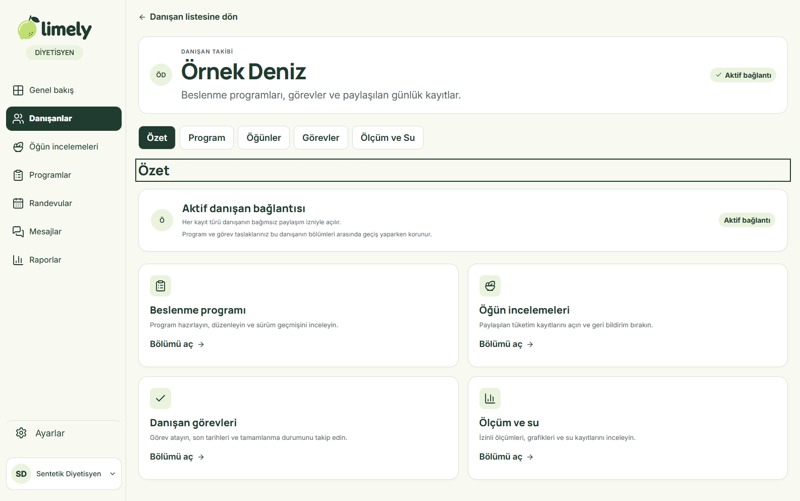 limely
DİYETİSYEN
Genel bakış
Danışanlar
Öğün incelemeleri
Programlar
Randevular
Mesajlar
Raporlar
Ayarlar
SD Sentetik Diyetisyen
← Danışan listesine dön
DANIŞAN TAKİBİ
ÖD
Örnek Deniz
Beslenme programları, görevler ve paylaşılan günlük kayıtlar.
✓ Aktif bağlantı
Özet Program Öğünler Görevler Ölçüm ve Su
Özet
Ö
Aktif danışan bağlantısı
Her kayıt türü danışanın bağımsız paylaşım izniyle açılır.
Program ve görev taslaklarınız bu danışanın bölümleri arasında geçiş yaparken korunur.
Aktif bağlantı
Beslenme programı
Program hazırlayın, düzenleyin ve sürüm geçmişini inceleyin.
Bölümü aç →
Öğün incelemeleri
Paylaşılan tüketim kayıtlarını açın ve geri bildirim bırakın.
Bölümü aç →
Danışan görevleri
Görev atayın, son tarihleri ve tamamlanma durumunu takip edin.
Bölümü aç →
Ölçüm ve su
İzinli ölçümleri, grafikleri ve su kayıtlarını inceleyin.
Bölümü aç →